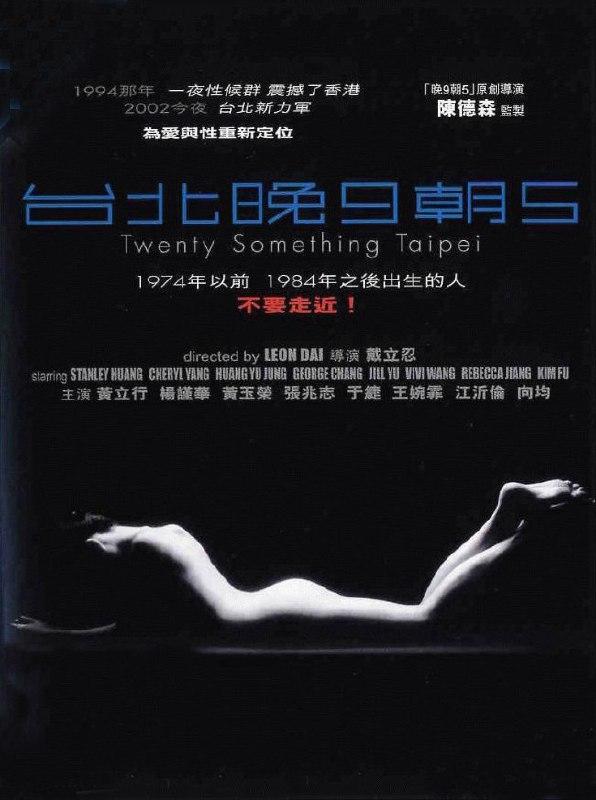 1994那年 一夜性候群 震撼了香港
2002今夜 台北新力軍
為愛與性重新定位
「晚9朝5」原創導演
陳德森 監製
台北晚9朝5
Twenty Something Taipei
1974年以前 1984年之後出生的人
不要走近！
directed by LEON DAI 導演 戴立忍
starring STANLEY HUANG CHERYL YANG HUANG YU JUNG GEORGE CHANG JILL YU VIVI WANG REBECCA JIANG KIM FU
主演 黃立行 楊謹華 黃玉榮 張兆志 于婕 王婉霏 江沂倫 向均